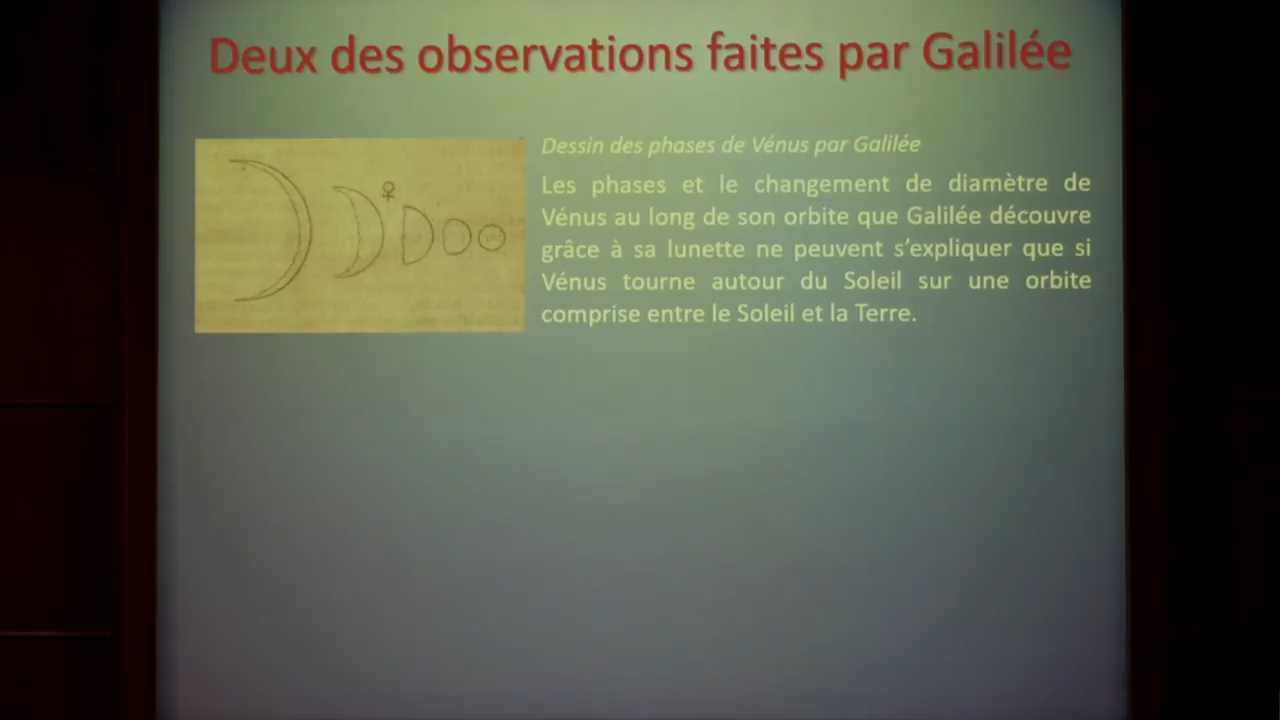 Deux des observations faites par Galilée
Dessin des phases de Vénus par Galilée
Les phases et le changement de diamètre de
Vénus au long de son orbite que Galilée découvre
grâce à sa lunette ne peuvent s'expliquer que si
Vénus tourne autour du Soleil sur une orbite
comprise entre le Soleil et la Terre.